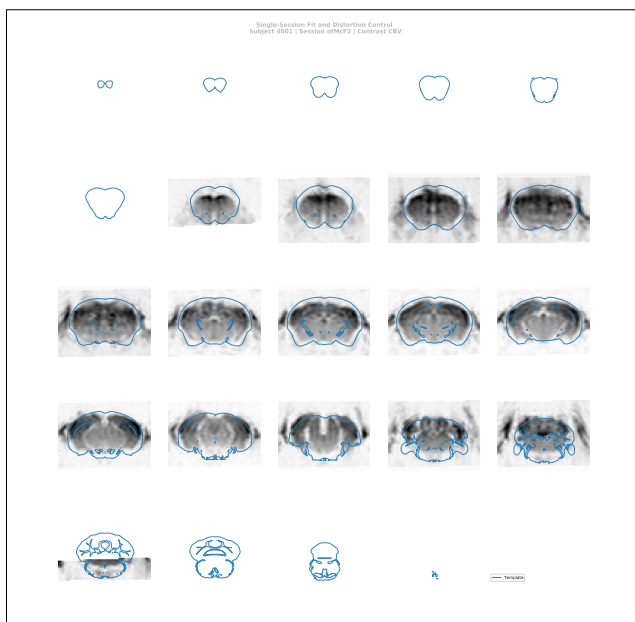 Single-Session Fit and Distortion Control
Subject 4001 | Session ofMcF2 | Contrast CBV
Template